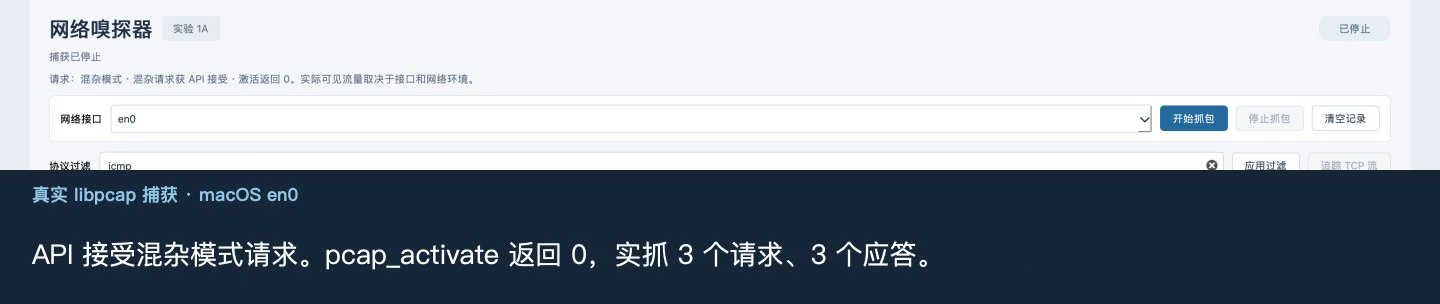 网络嗅探器 实验 1A 已停止
捕获已停止
请求：混杂模式 · 混杂请求获 API 接受 · 激活返回 0。实际可见流量取决于接口和网络环境。
网络接口 en0 开始抓包 停止抓包 清空记录
协议过滤 icmp 应用过滤 追踪 TCP 流
真实 libpcap 捕获 · macOS en0
API 接受混杂模式请求。pcap_activate 返回 0，实抓 3 个请求、3 个应答。